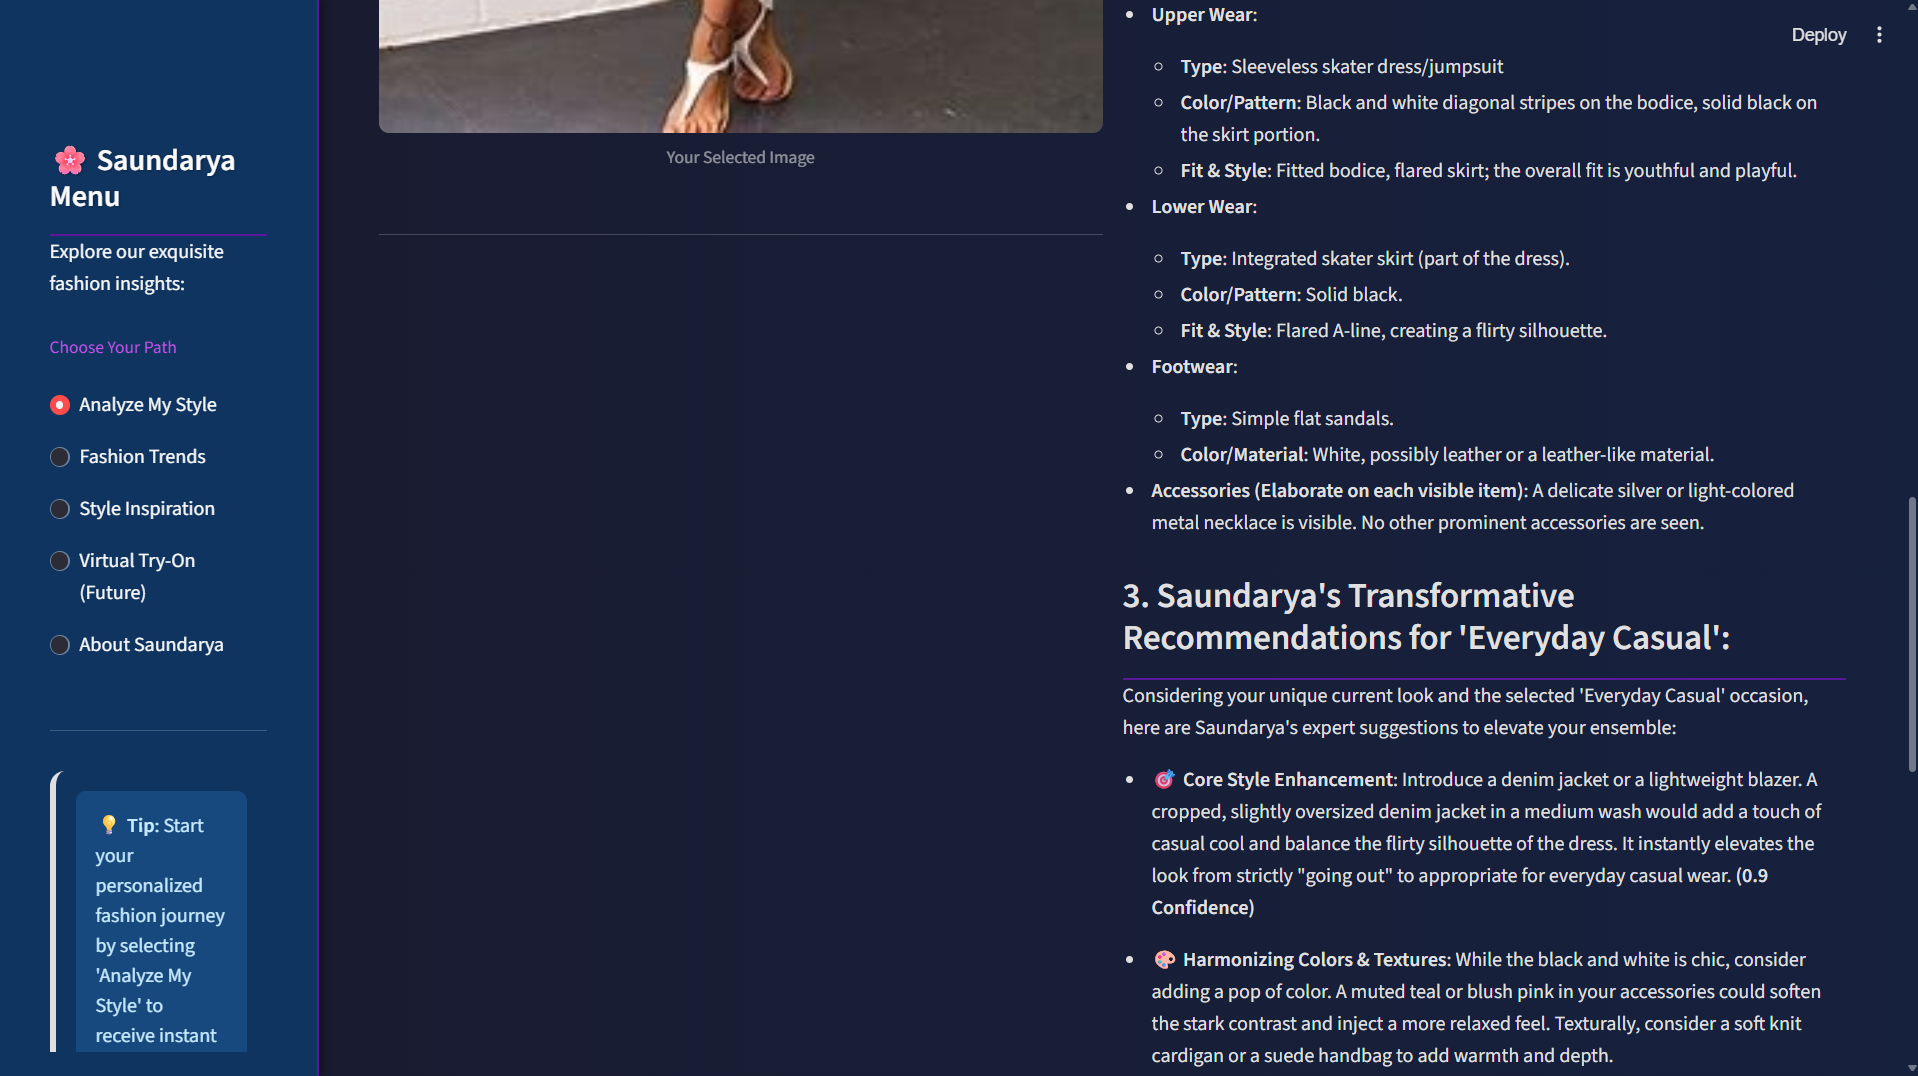 🌸 Saundarya
Menu
Explore our exquisite
fashion insights:
Choose Your Path
Analyze My Style
Fashion Trends
Style Inspiration
Virtual Try-On
(Future)
About Saundarya
💡 Tip: Start
your
personalized
fashion journey
by selecting
'Analyze My
Style' to
receive instant
Your Selected Image
Deploy
Upper Wear:
Type: Sleeveless skater dress/jumpsuit
Color/Pattern: Black and white diagonal stripes on the bodice, solid black on
the skirt portion.
Fit & Style: Fitted bodice, flared skirt; the overall fit is youthful and playful.
Lower Wear:
Type: Integrated skater skirt (part of the dress).
Color/Pattern: Solid black.
Fit & Style: Flared A-line, creating a flirty silhouette.
Footwear:
Type: Simple flat sandals.
Color/Material: White, possibly leather or a leather-like material.
Accessories (Elaborate on each visible item): A delicate silver or light-colored
metal necklace is visible. No other prominent accessories are seen.
3. Saundarya's Transformative
Recommendations for 'Everyday Casual':
Considering your unique current look and the selected 'Everyday Casual' occasion,
here are Saundarya's expert suggestions to elevate your ensemble:
🎯 Core Style Enhancement: Introduce a denim jacket or a lightweight blazer. A
cropped, slightly oversized denim jacket in a medium wash would add a touch of
casual cool and balance the flirty silhouette of the dress. It instantly elevates the
look from strictly "going out" to appropriate for everyday casual wear. (0.9
Confidence)
🎨 Harmonizing Colors & Textures: While the black and white is chic, consider
adding a pop of color. A muted teal or blush pink in your accessories could soften
the stark contrast and inject a more relaxed feel. Texturally, consider a soft knit
cardigan or a suede handbag to add warmth and depth.